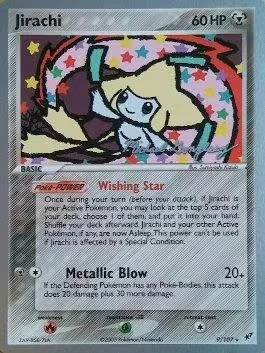 Jirachi 60 HP
BASIC
Illus. Sumiyoshi Kizuki
Poké-POWER Wishing Star
Once during your turn (before your attack), if Jirachi is
your Active Pokémon, you may look at the top 5 cards of
your deck, choose 1 of them, and put it into your hand.
Shuffle your deck afterward. Jirachi and your other Active
Pokémon, if any, are now Asleep. This power can't be used
if Jirachi is affected by a Special Condition.
Metallic Blow 20+
If the Defending Pokémon has any Poké-Bodies, this attack
does 20 damage plus 30 more damage.
weakness resistance retreat cost
©2005 Pokémon/Nintendo 9/107